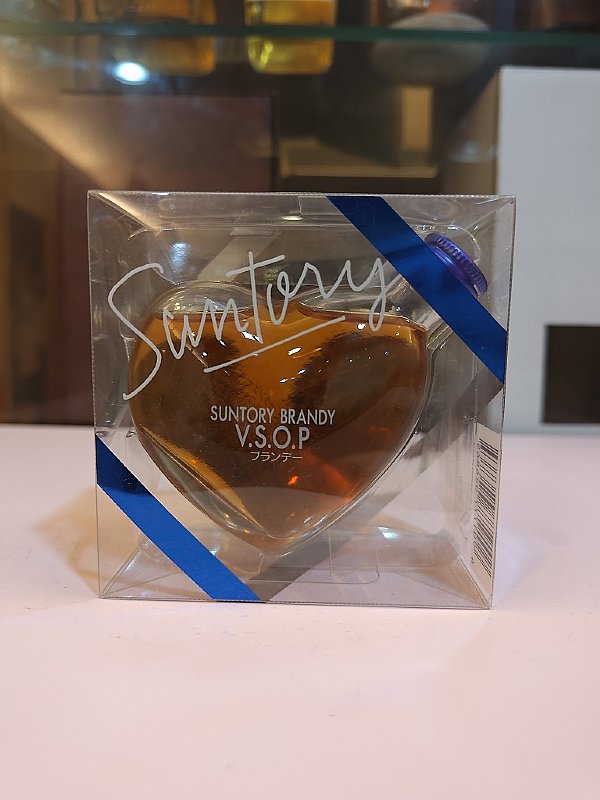 Suntory
SUNTORY BRANDY
V.S.O.P
ブランデー